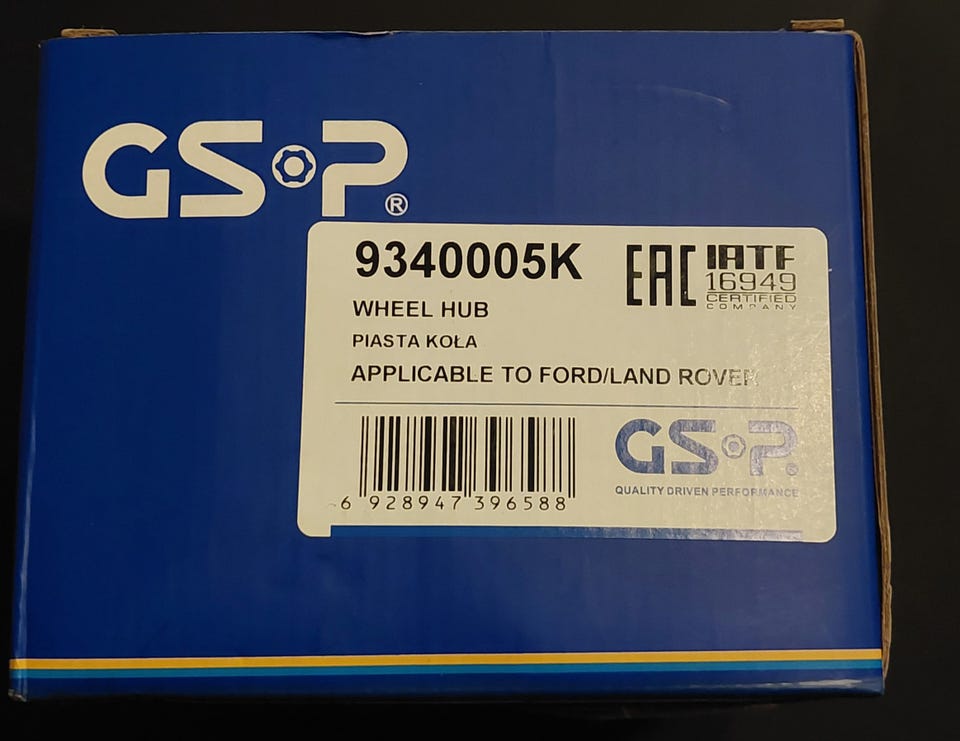 GSP®
9340005K
EAC
IATF
16949
CERTIFIED
COMPANY
WHEEL HUB
PIASTA KOŁA
APPLICABLE TO FORD/LAND ROVER
6 928947 396588
GSP®
QUALITY DRIVEN PERFORMANCE